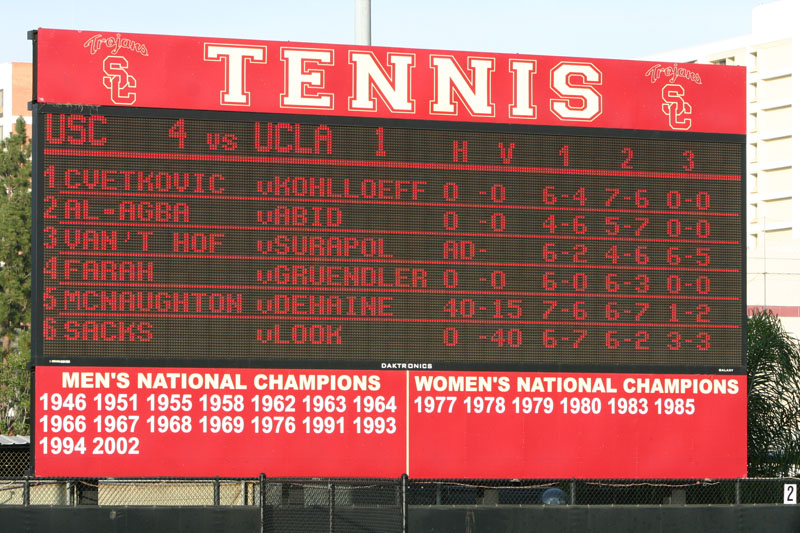 Trojans SC TENNIS Trojans SC
USC 4 vs UCLA 1 H V 1 2 3
1 CVETKOVIC vKOHLLOEFF 0 -0 6-4 7-6 0-0
2 AL-AGBA vABID 0 -0 4-6 5-7 0-0
3 VAN'T HOF vSURAPOL AD- 6-2 4-6 6-5
4 FARAH vGRUENDLER 0 -0 6-0 6-3 0-0
5 MCNAUGHTON vDEHAINE 40-15 7-6 6-7 1-2
6 SACKS vLOOK 0 -40 6-7 6-2 3-3
DAKTRONICS GALAXY
MEN'S NATIONAL CHAMPIONS
1946 1951 1955 1958 1962 1963 1964
1966 1967 1968 1969 1976 1991 1993
1994 2002
WOMEN'S NATIONAL CHAMPIONS
1977 1978 1979 1980 1983 1985
2